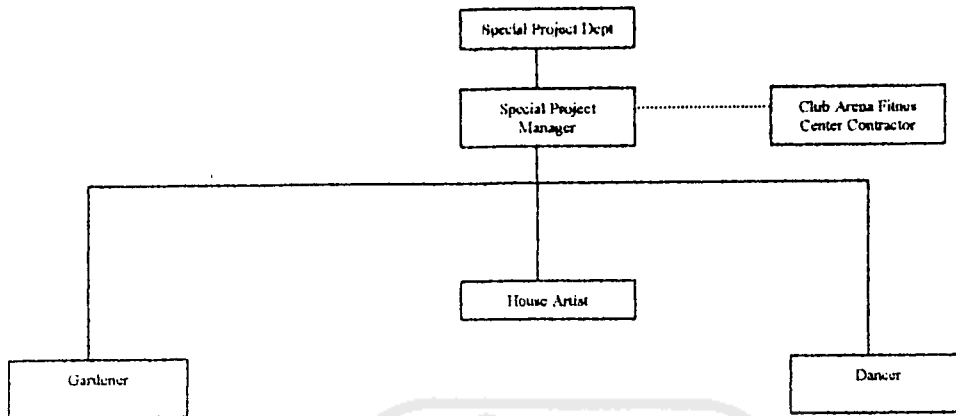 Special Project Dept
Special Project
Manager
Club Arena Fitnes
Center Contractor
House Artist
Gardener
Dancer